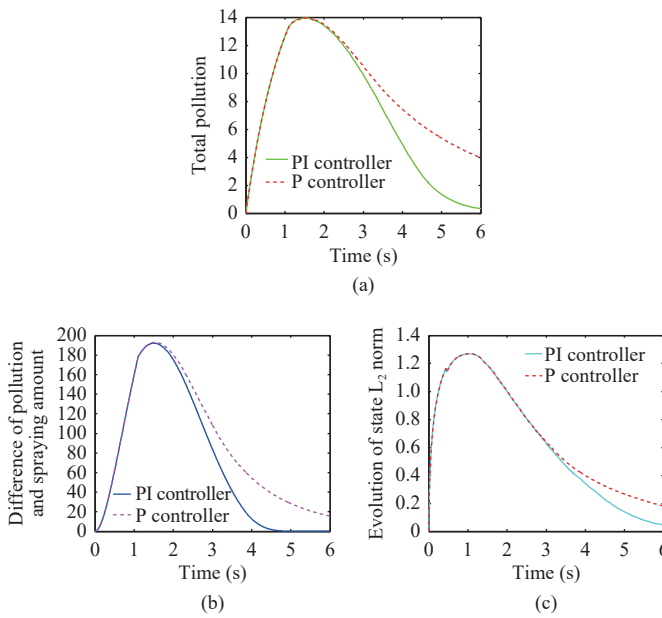 14
12
10
8
6
4
2
0
Total pollution
PI controller
P controller
0 1 2 3 4 5 6
Time (s)
(a)
200
180
160
140
120
100
80
60
40
20
0
Difference of pollution
and spraying amount
PI controller
P controller
0 1 2 3 4 5 6
Time (s)
(b)
1.4
1.2
1.0
0.8
0.6
0.4
0.2
0
Evolution of state L₂ norm
PI controller
P controller
0 1 2 3 4 5 6
Time (s)
(c)